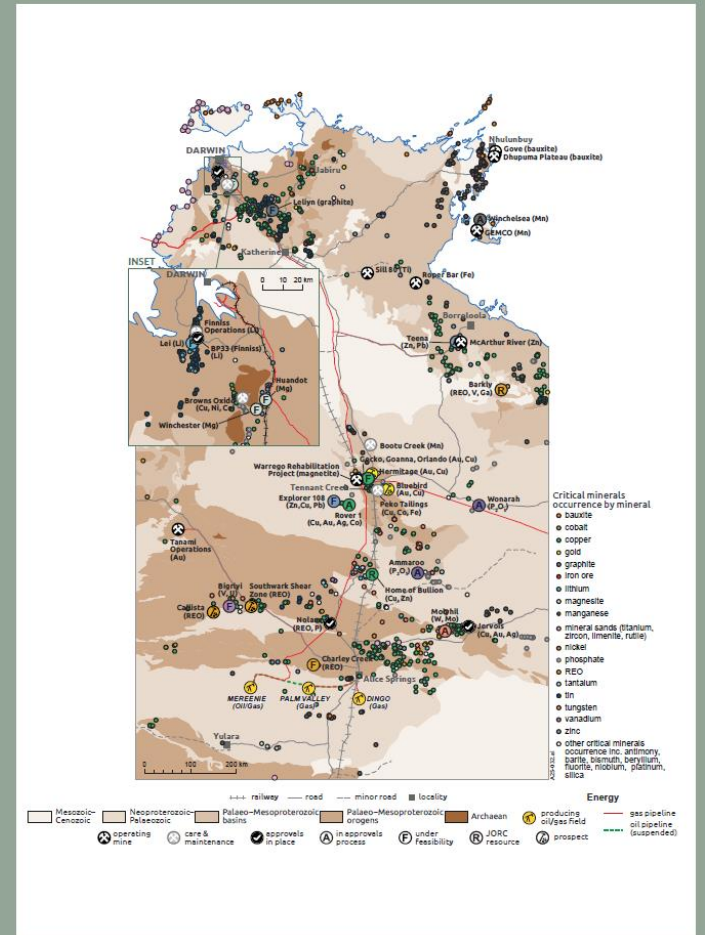 Nhulunbuy
Gove (bauxite)
Dhupuma Plateau (bauxite)
DARWIN
Jabiru
Leliyn (graphite)
Winchelsea (Mn)
GEMCO (Mn)
Katherine
INSET
DARWIN
0 10 20 km
Sill 80 (Ti)
Roper Bar (Fe)
Borroloola
Finniss
Operations (Li)
Lei (Li)
BP33 (Finniss)
(Li)
Teena
(Zn, Pb)
McArthur River (Zn)
Huandot
(Mg)
Barkly
(REO, V, Ga)
Browns Oxide
(Cu, Ni, Co)
Winchester (Mg)
Bootu Creek (Mn)
Gecko, Goanna, Orlando (Au, Cu)
Warrego Rehabilitation
Project (magnetite)
Hermitage (Au, Cu)
Tennant Creek
Bluebird
(Au, Cu)
Explorer 108
(Zn,Cu, Pb)
Peko Tailings
(Cu, Co, Fe)
Wonarah
(P₂O₅)
Rover 1
(Cu, Au, Ag, Co)
Tanami
Operations
(Au)
Ammaroo
(P₂O₅)
Home of Bullion
(Cu, Zn)
Bigrlyi
(V, U)
Southwark Shear
Zone (REO)
Callista
(REO)
Nolans
(REO, P)
Molyhil
(W, Mo)
Jervois
(Cu, Au, Ag)
Charley Creek
(REO)
Alice Springs
MEREENIE
(Oil/Gas)
PALM VALLEY
(Gas)
DINGO
(Gas)
Yulara
0 100 200 km
Critical minerals
occurrence by mineral
bauxite
cobalt
copper
gold
graphite
iron ore
lithium
magnesite
manganese
mineral sands (titanium,
zircon, limenite, rutile)
nickel
phosphate
REO
tantalum
tin
tungsten
vanadium
zinc
other critical minerals
occurrence inc. antimony,
barite, bismuth, beryllium,
fluorite, niobium, platinum,
silica
railway road minor road locality
Energy
Mesozoic–
Cenozoic
Neoproterozoic–
Palaeozoic
Palaeo–Mesoproterozoic
basins
Palaeo–Mesoproterozoic
orogens
Archaean
producing
oil/gas field
gas pipeline
oil pipeline
(suspended)
operating
mine
care &
maintenance
approvals
in place
A in approvals
process
F under
feasibility
R JORC
resource
prospect